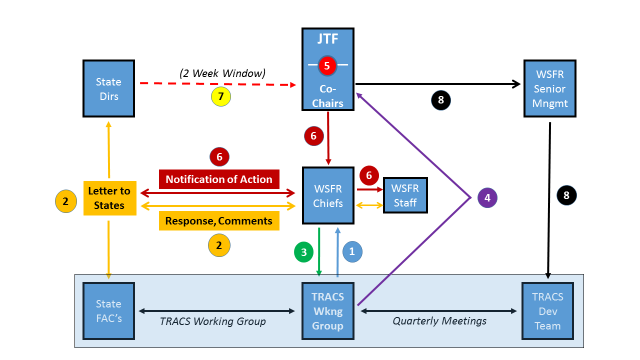 JTF
5
Co-
Chairs
State
Dirs
(2 Week Window)
7
8
WSFR
Senior
Mngmt
6
6
Notification of Action
2
Letter to
States
Response, Comments
2
WSFR
Chiefs
6
WSFR
Staff
4
8
3
1
State
FAC's
TRACS Working Group
TRACS
Wkng
Group
Quarterly Meetings
TRACS
Dev
Team